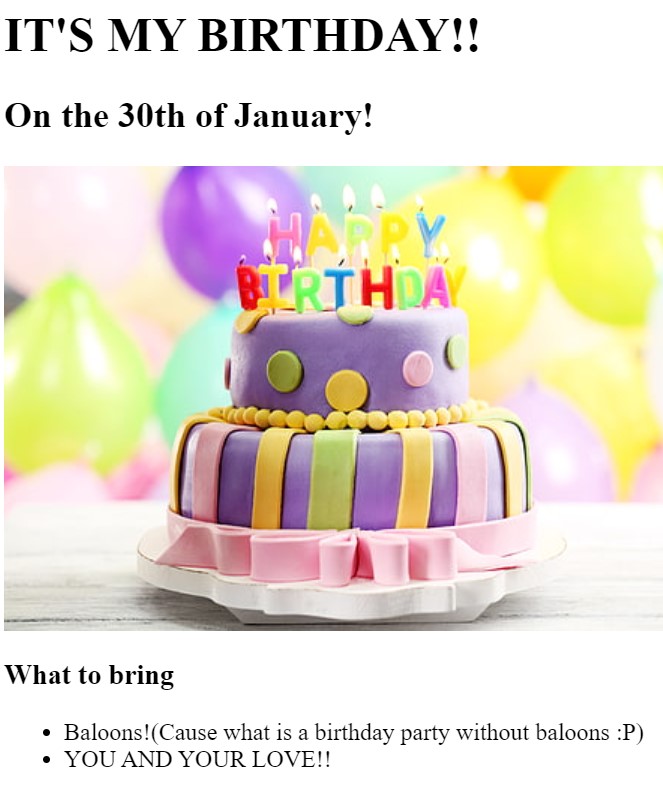 IT'S MY BIRTHDAY!!
On the 30th of January!
HAPPY
BIRTHDAY
What to bring
Baloons!(Cause what is a birthday party without baloons :P)
YOU AND YOUR LOVE!!